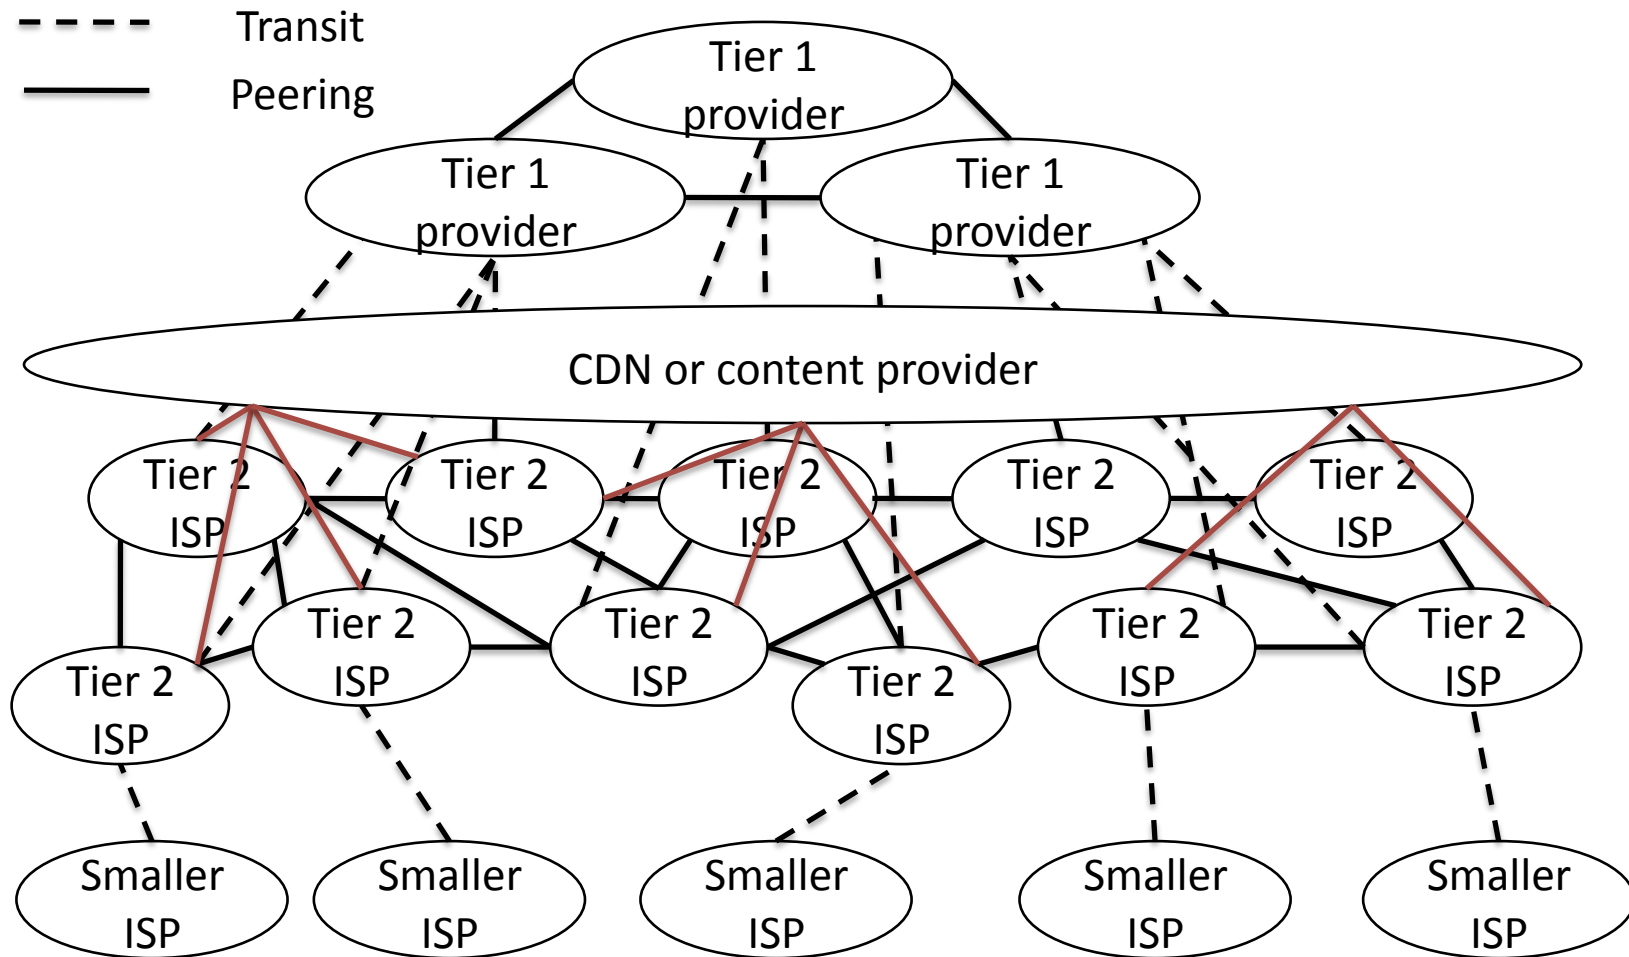 Transit
Peering
Tier 1
provider
Tier 1
provider
Tier 1
provider
CDN or content provider
Tier 2
ISP
Tier 2
ISP
Tier 2
ISP
Tier 2
ISP
Tier 2
ISP
Tier 2
ISP
Tier 2
ISP
Tier 2
ISP
Tier 2
ISP
Tier 2
ISP
Tier 2
ISP
Smaller
ISP
Smaller
ISP
Smaller
ISP
Smaller
ISP
Smaller
ISP